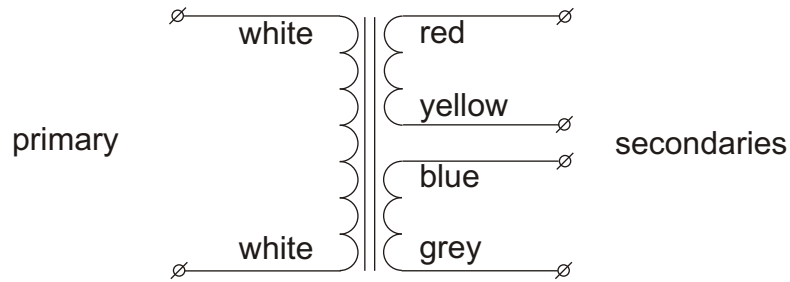 white
red
yellow
primary
secondaries
blue
white
grey